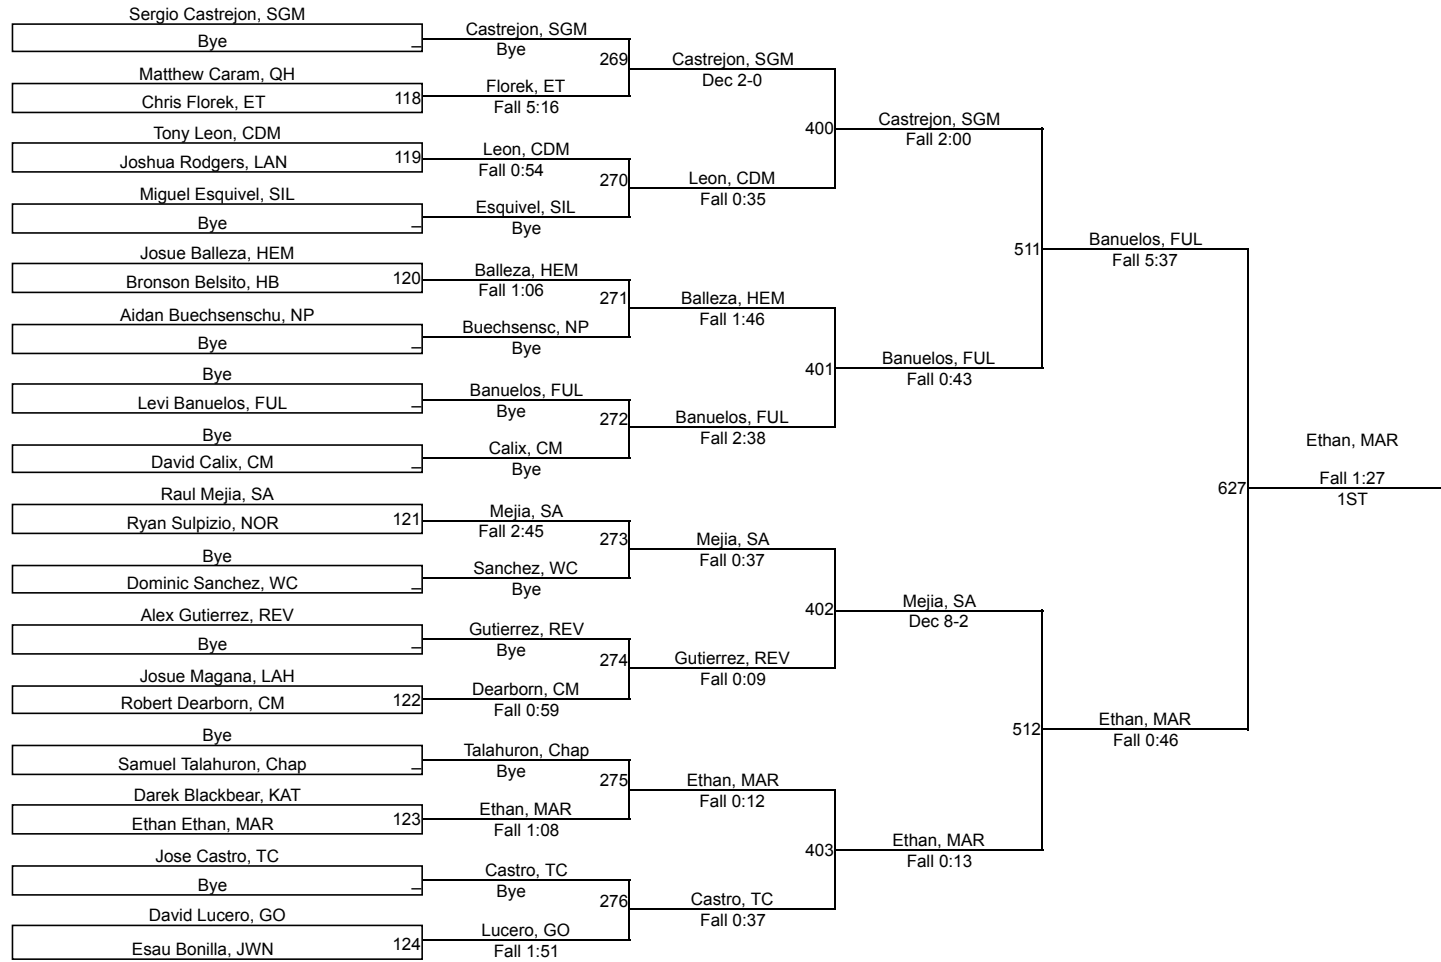 Sergio Castrejon, SGM
Bye
Matthew Caram, QH
Chris Florek, ET 118
Tony Leon, CDM
Joshua Rodgers, LAN 119
Miguel Esquivel, SIL
Bye
Josue Balleza, HEM
Bronson Belsito, HB 120
Aidan Buechsenschu, NP
Bye
Bye
Levi Banuelos, FUL
Bye
David Calix, CM
Raul Mejia, SA
Ryan Sulpizio, NOR 121
Bye
Dominic Sanchez, WC
Alex Gutierrez, REV
Bye
Josue Magana, LAH
Robert Dearborn, CM 122
Bye
Samuel Talahuron, Chap
Darek Blackbear, KAT
Ethan Ethan, MAR 123
Jose Castro, TC
Bye
David Lucero, GO
Esau Bonilla, JWN 124
Castrejon, SGM
Bye
269
Florek, ET
Fall 5:16
Leon, CDM
Fall 0:54
270
Esquivel, SIL
Bye
Balleza, HEM
Fall 1:06
271
Buechsensc, NP
Bye
Banuelos, FUL
Bye
272
Calix, CM
Bye
Mejia, SA
Fall 2:45
273
Sanchez, WC
Bye
Gutierrez, REV
Bye
274
Dearborn, CM
Fall 0:59
Talahuron, Chap
Bye
275
Ethan, MAR
Fall 1:08
Castro, TC
Bye
276
Lucero, GO
Fall 1:51
Castrejon, SGM
Dec 2-0
400
Leon, CDM
Fall 0:35
Balleza, HEM
Fall 1:46
401
Banuelos, FUL
Fall 2:38
Mejia, SA
Fall 0:37
402
Gutierrez, REV
Fall 0:09
Ethan, MAR
Fall 0:12
403
Castro, TC
Fall 0:37
Castrejon, SGM
Fall 2:00
511
Banuelos, FUL
Fall 0:43
Mejia, SA
Dec 8-2
512
Ethan, MAR
Fall 0:13
Banuelos, FUL
Fall 5:37
627
Ethan, MAR
Fall 0:46
Ethan, MAR
Fall 1:27
1ST